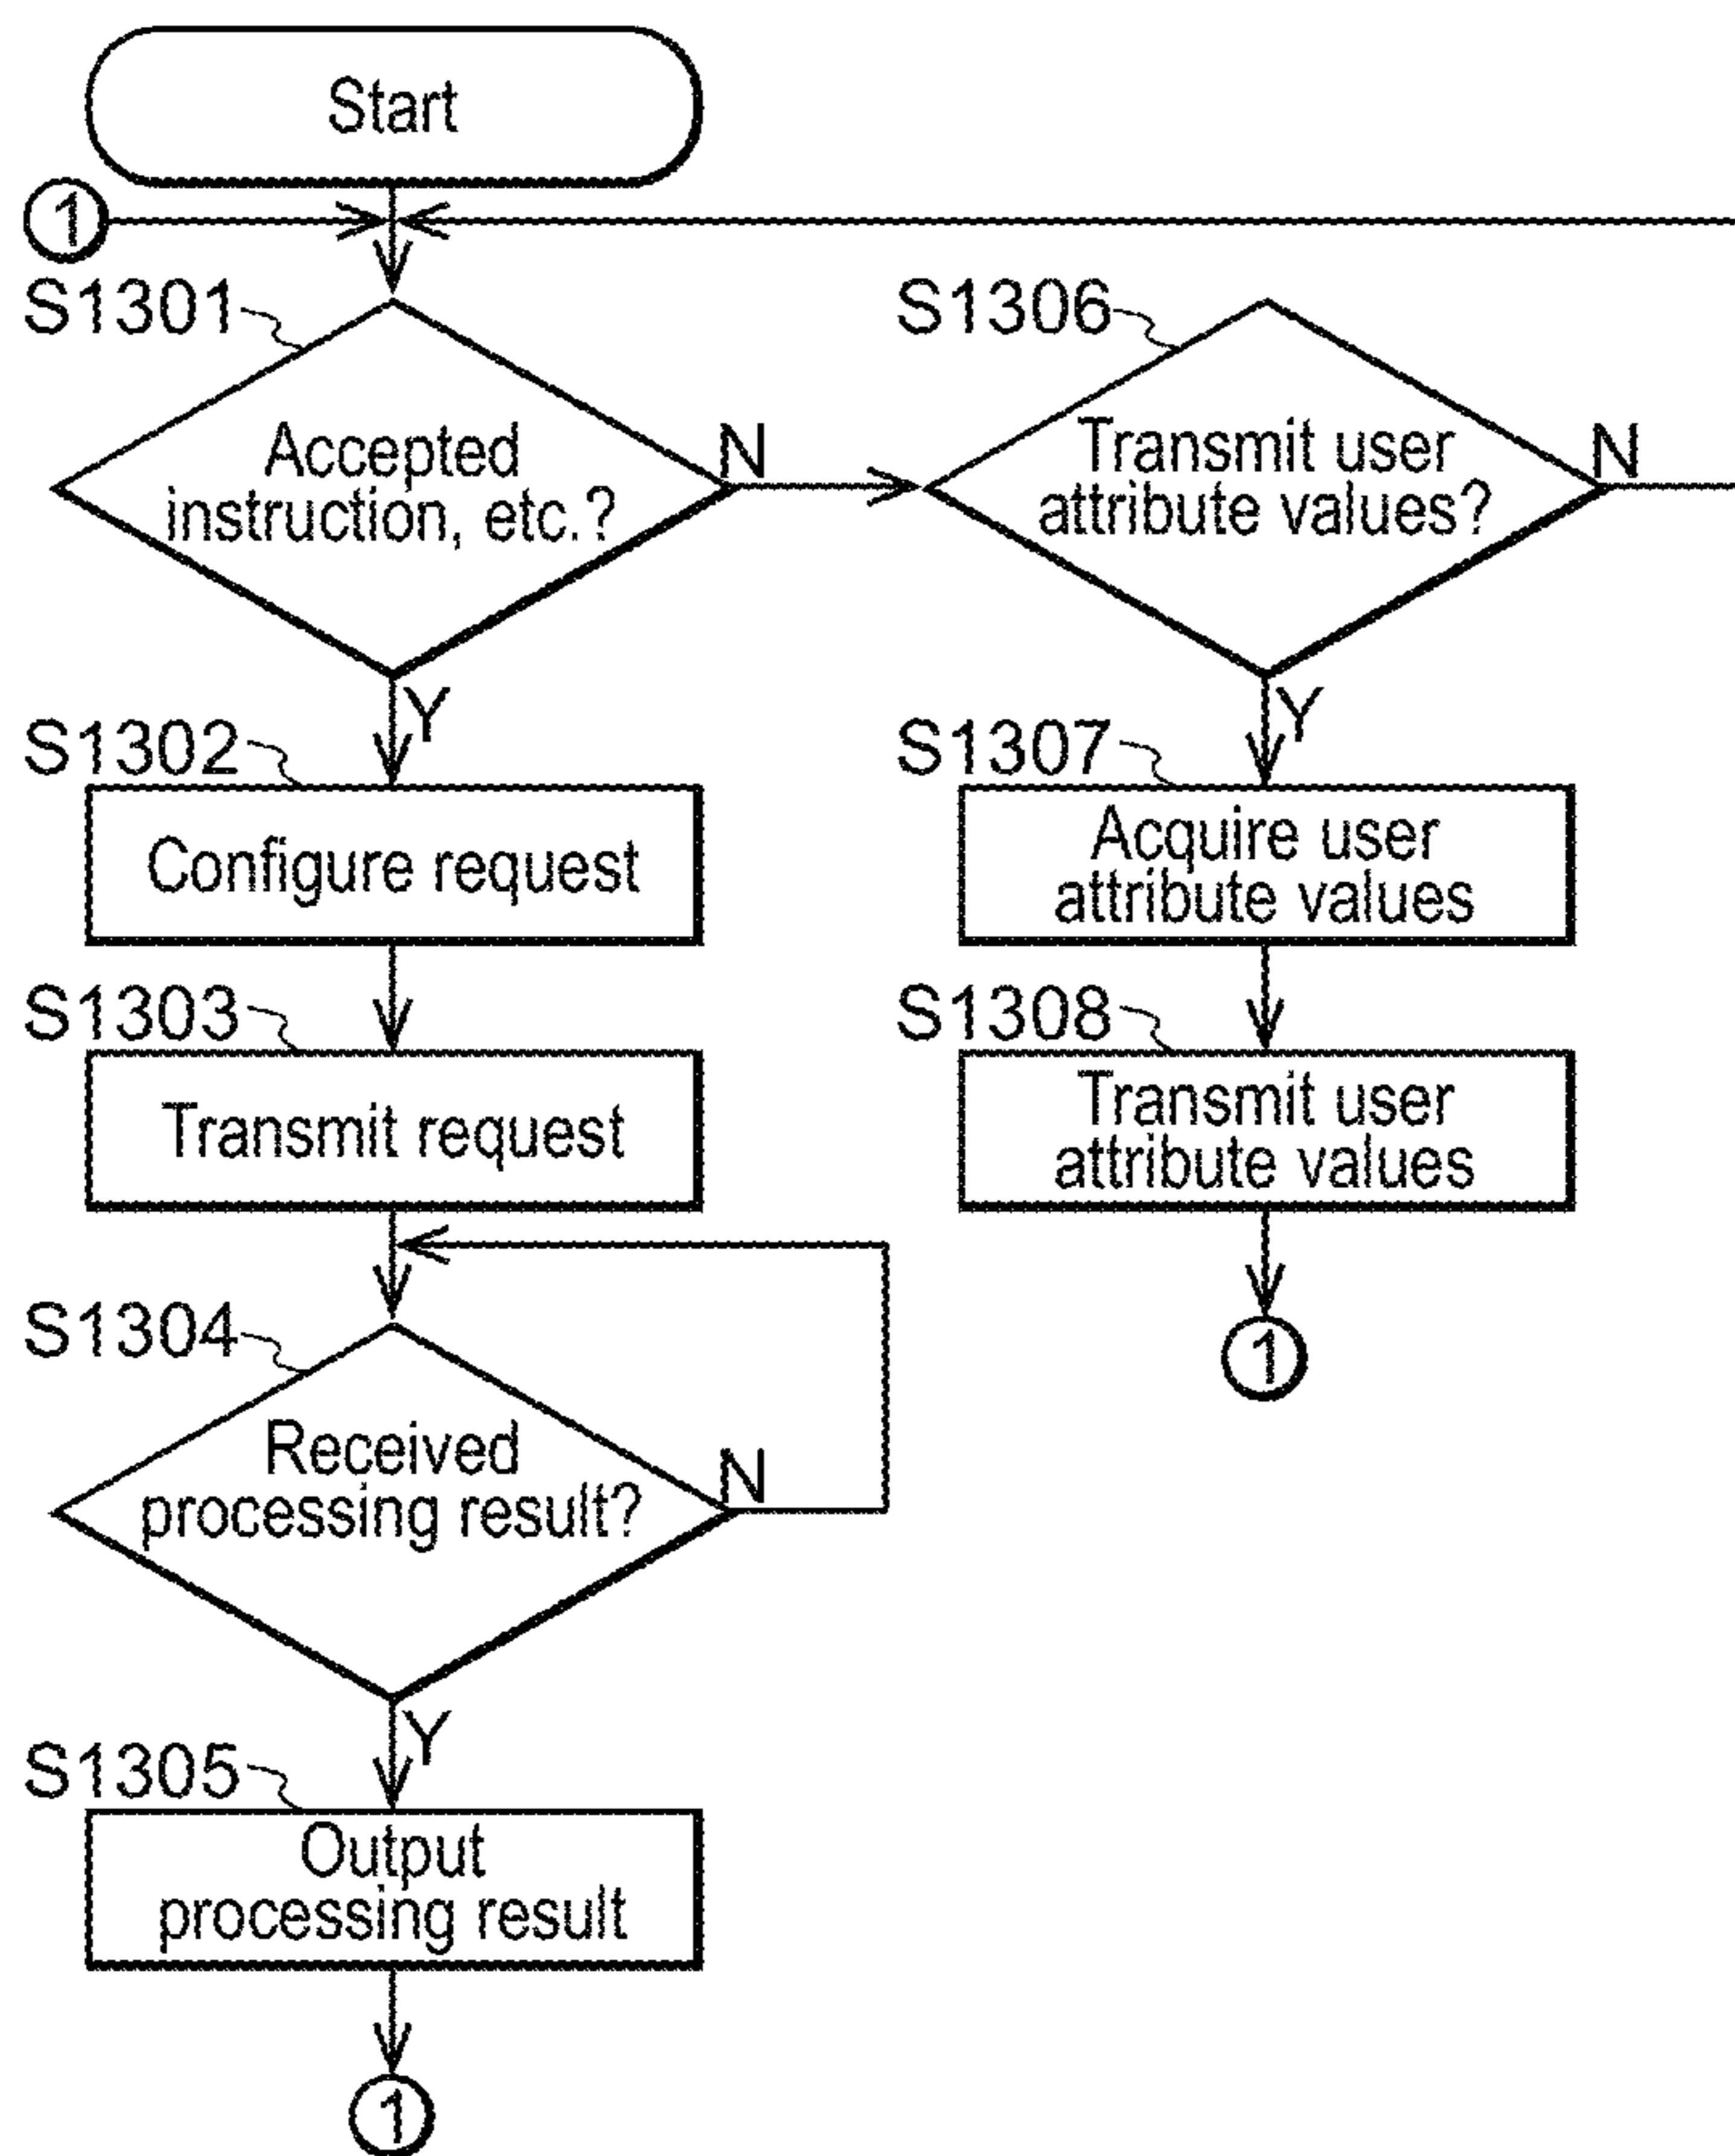 Start
1
S1301
Accepted
instruction, etc.?
N
Y
S1302
Configure request
S1303
Transmit request
S1304
Received
processing result?
N
Y
S1305
Output
processing result
1
S1306
Transmit user
attribute values?
N
Y
S1307
Acquire user
attribute values
S1308
Transmit user
attribute values
1